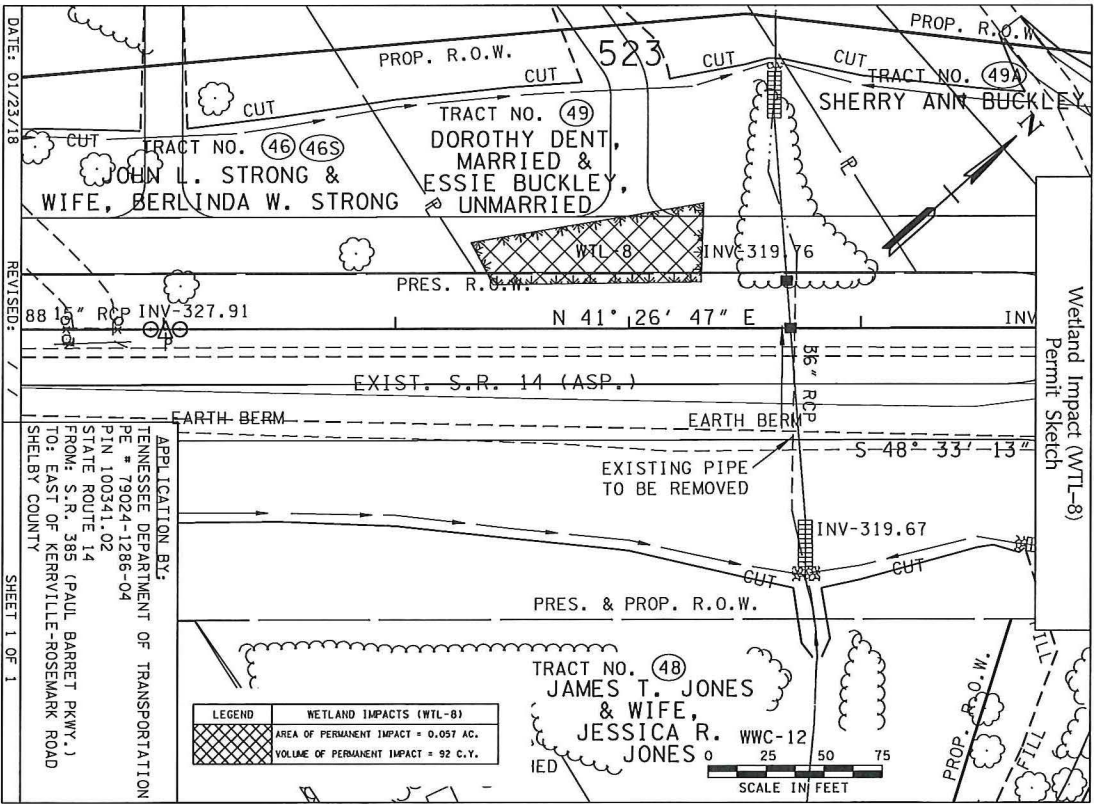 Wetland Impact (WTL-8)
Permit Sketch
PROP. R.O.W.
523
PROP. R.O.W
CUT
CUT
CUT
CUT
CUT
TRACT NO. 46 46S
JOHN L. STRONG &
WIFE, BERLINDA W. STRONG
TRACT NO. 49
DOROTHY DENT,
MARRIED &
ESSIE BUCKLEY,
UNMARRIED
TRACT NO. 49A
SHERRY ANN BUCKLEY
N
PL
PL
WTL-8
INV-319.76
PRES. R.O.W.
88 15" RCP INV-327.91
N 41° 26' 47" E
INV
36" RCP
EXIST. S.R. 14 (ASP.)
EARTH BERM
EARTH BERM
S 48° 33' 13"
EXISTING PIPE
TO BE REMOVED
INV-319.67
CUT
CUT
PRES. & PROP. R.O.W.
TRACT NO. 48
JAMES T. JONES
& WIFE,
JESSICA R.
JONES
IED
WWC-12
0 25 50 75
SCALE IN FEET
PROP. R.O.W.
FILL
FILL
LEGEND
WETLAND IMPACTS (WTL-8)
AREA OF PERMANENT IMPACT = 0.057 AC.
VOLUME OF PERMANENT IMPACT = 92 C.Y.
APPLICATION BY:
TENNESSEE DEPARTMENT OF TRANSPORTATION
PE # 79024-1286-04
PIN 100341.02
STATE ROUTE 14
FROM: S.R. 385 (PAUL BARRET PKWY.)
TO: EAST OF KERRVILLE-ROSEMARK ROAD
SHELBY COUNTY
DATE: 01/23/18
REVISED: / /
SHEET 1 OF 1